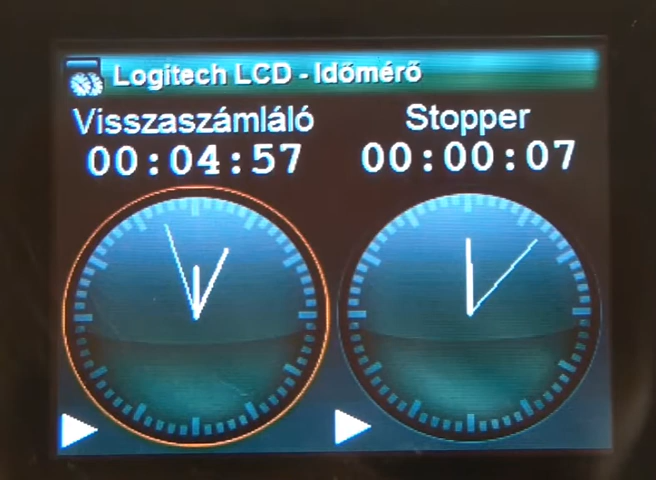 Logitech LCD - Időmérő
Visszaszámláló
00:04:57
Stopper
00:00:07